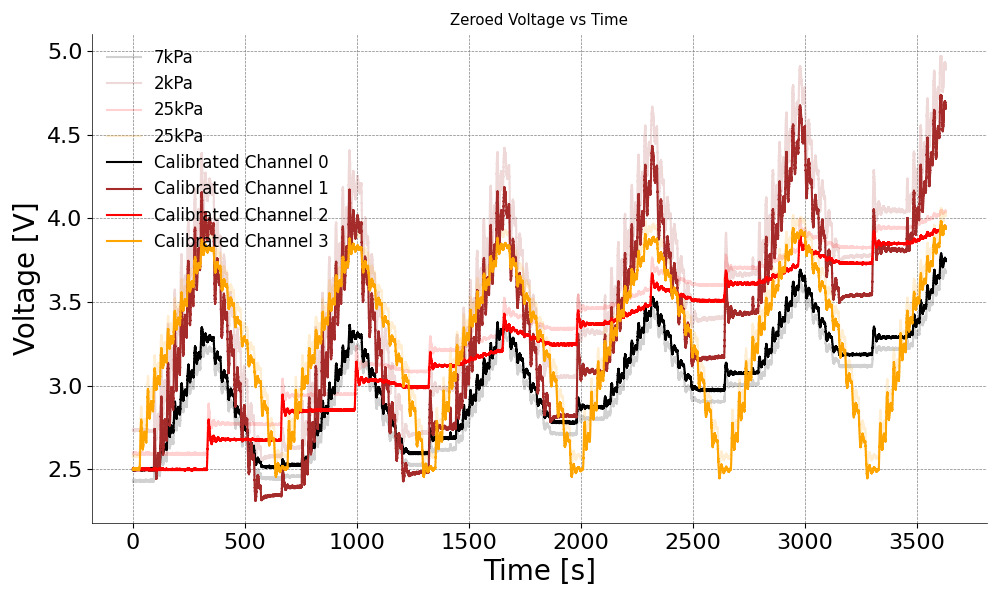 Zeroed Voltage vs Time
7kPa
2kPa
25kPa
25kPa
Calibrated Channel 0
Calibrated Channel 1
Calibrated Channel 2
Calibrated Channel 3
Voltage [V]
5.0
4.5
4.0
3.5
3.0
2.5
0 500 1000 1500 2000 2500 3000 3500
Time [s]